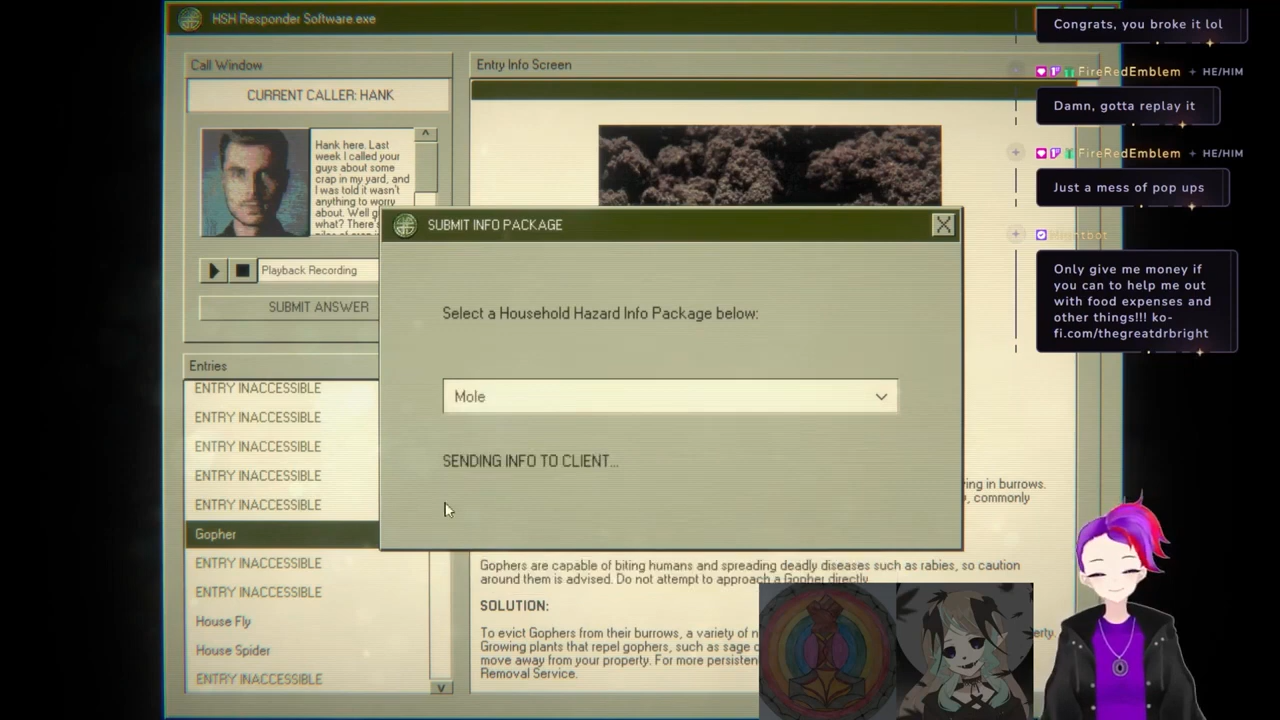 HSH Responder Software.exe
Call Window
CURRENT CALLER: HANK
Hank here. Last
week I called your
guys about some
crap in my yard, and
I was told it wasn't
anything to worry
about. Well
what? There's
Playback Recording
SUBMIT ANSWER
Entries
ENTRY INACCESSIBLE
ENTRY INACCESSIBLE
ENTRY INACCESSIBLE
ENTRY INACCESSIBLE
ENTRY INACCESSIBLE
Gopher
ENTRY INACCESSIBLE
ENTRY INACCESSIBLE
House Fly
House Spider
ENTRY INACCESSIBLE
Entry Info Screen
SUBMIT INFO PACKAGE
Select a Household Hazard Info Package below:
Mole
SENDING INFO TO CLIENT...
in burrows.
commonly
Gophers are capable of biting humans and spreading deadly diseases such as rabies, so caution
around them is advised. Do not attempt to approach a Gopher directly
SOLUTION:
To evict Gophers from their burrows, a variety of
Growing plants that repel gophers, such as sage
move away from your property. For more
Removal Service.
Congrats, you broke it lol
FireRedEmblem + HE/HIM
Damn, gotta replay it
FireRedEmblem + HE/HIM
Just a mess of pop ups
Nightbot
Only give me money if
you can to help me out
with food expenses and
other things!!! ko-
fi.com/thegreatdrbright